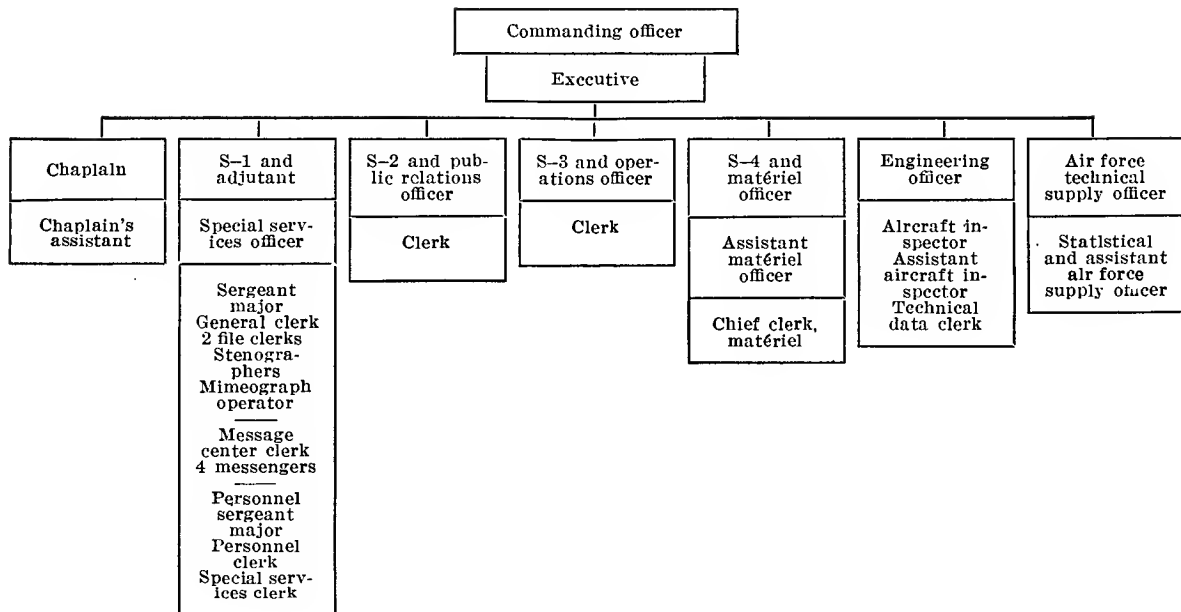 Commanding officer
Executive
Chaplain
Chaplain's
assistant
S-1 and
adjutant
Special serv-
ices officer
Sergeant
major
General clerk
2 file clerks
Stenogra-
phers
Mimeograph
operator
Message
center clerk
4 messengers
Personnel
sergeant
major
Personnel
clerk
Special serv-
ices clerk
S-2 and pub-
lic relations
officer
Clerk
S-3 and oper-
ations officer
Clerk
S-4 and
matériel
officer
Assistant
matériel
officer
Chief clerk,
matériel
Engineering
officer
Aircraft in-
spector
Assistant
aircraft in-
spector
Technical
data clerk
Air force
technical
supply officer
Statistical
and assistant
air force
supply officer